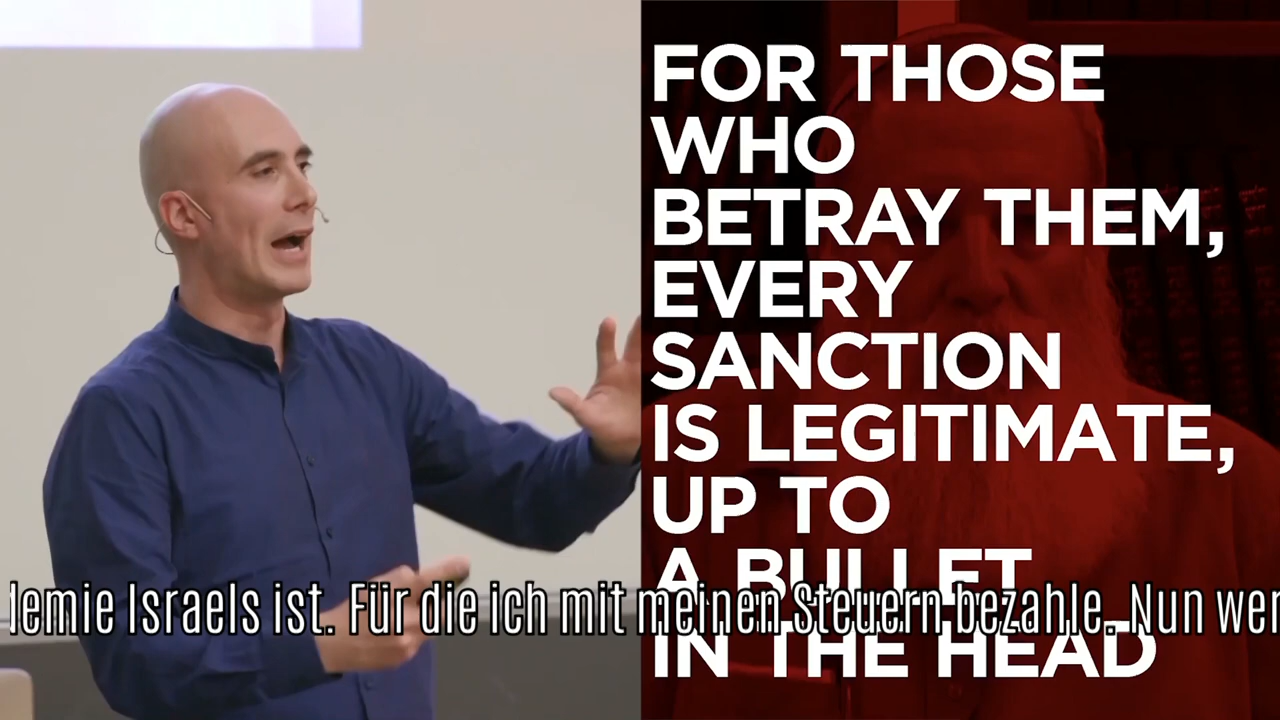 FOR THOSE
WHO
BETRAY THEM,
EVERY
SANCTION
IS LEGITIMATE,
UP TO
A BULLET
IN THE HEAD
Israels ist. Für die ich mit meinen Steuern bezahle. Nun